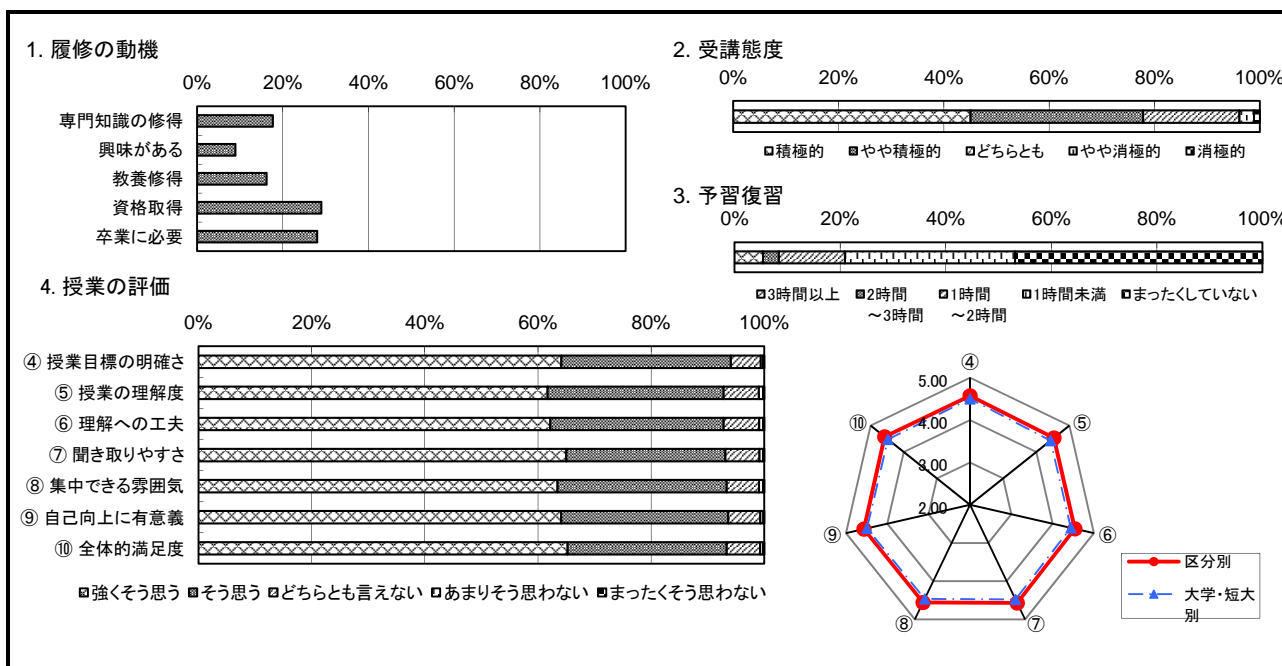 1. 履修の動機
0% 20% 40% 60% 80% 100%
専門知識の修得
興味がある
教養修得
資格取得
卒業に必要
2. 受講態度
0% 20% 40% 60% 80% 100%
積極的 やや積極的 どちらとも やや消極的 消極的
3. 予習復習
0% 20% 40% 60% 80% 100%
3時間以上 2時間～3時間 1時間～2時間 1時間未満 まったくしていない
4. 授業の評価
0% 20% 40% 60% 80% 100%
④ 授業目標の明確さ
⑤ 授業の理解度
⑥ 理解への工夫
⑦ 聞き取りやすさ
⑧ 集中できる雰囲気
⑨ 自己向上に有意義
⑩ 全体的満足度
強くそう思う そう思う どちらとも言えない あまりそう思わない まったくそう思わない
④
⑤
⑥
⑦
⑧
⑨
⑩
5.00
4.00
3.00
2.00
区分別
大学・短大
別